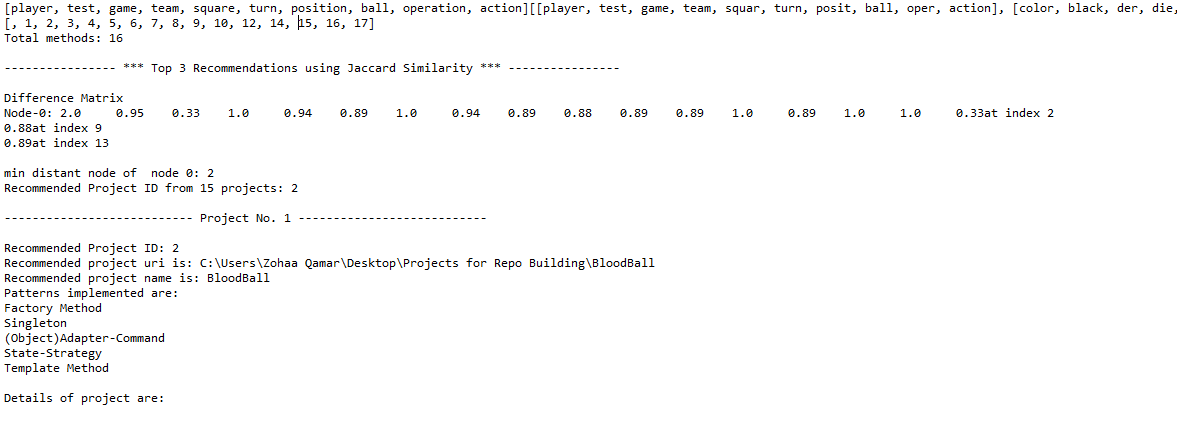 [player, test, game, team, square, turn, position, ball, operation, action][[player, test, game, team, squar, turn, posit, ball, oper, action], [color, black, der, die,
[, 1, 2, 3, 4, 5, 6, 7, 8, 9, 10, 12, 14, 15, 16, 17]
Total methods: 16
---------------- *** Top 3 Recommendations using Jaccard Similarity *** ----------------
Difference Matrix
Node-0: 2.0 0.95 0.33 1.0 0.94 0.89 1.0 0.94 0.89 0.88 0.89 0.89 1.0 0.89 1.0 1.0 0.33at index 2
0.88at index 9
0.89at index 13
min distant node of  node 0: 2
Recommended Project ID from 15 projects: 2
--------------------------- Project No. 1 ---------------------------
Recommended Project ID: 2
Recommended project uri is: C:\Users\Zohaa Qamar\Desktop\Projects for Repo Building\BloodBall
Recommended project name is: BloodBall
Patterns implemented are:
Factory Method
Singleton
(Object)Adapter-Command
State-Strategy
Template Method
Details of project are: